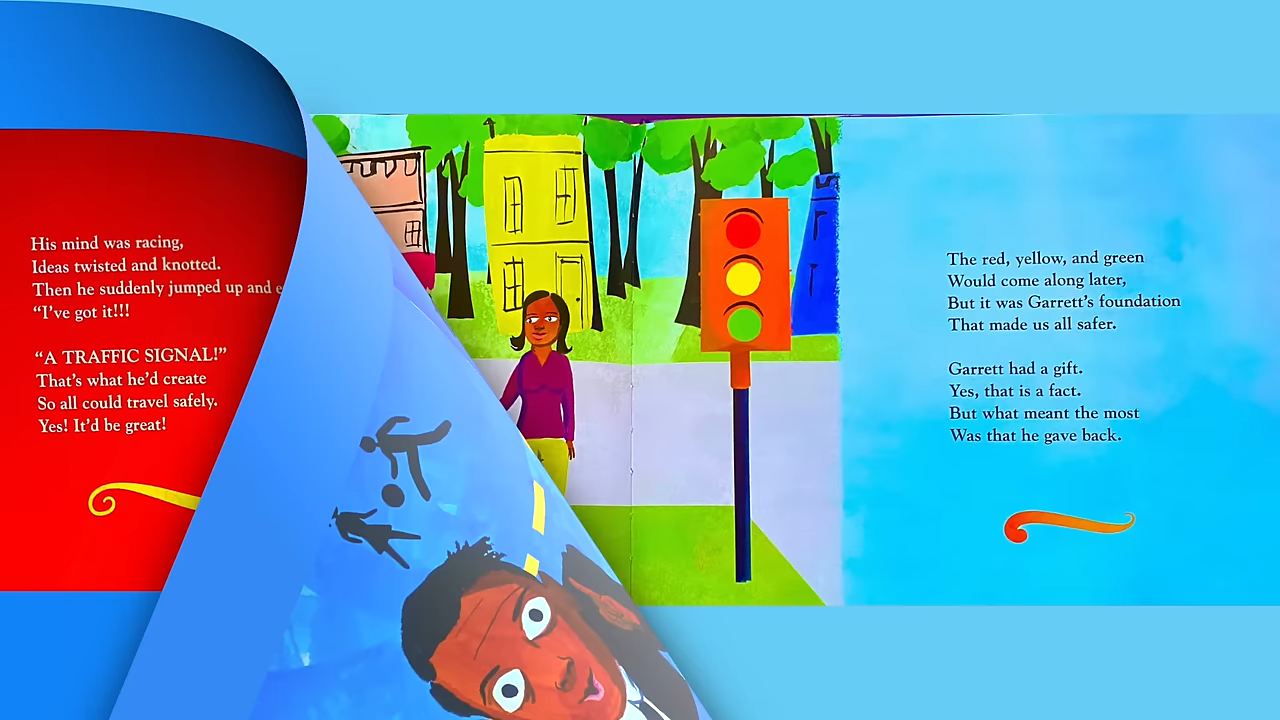 His mind was racing,
Ideas twisted and knotted.
Then he suddenly jumped up and
“I’ve got it!!!
“A TRAFFIC SIGNAL!”
That’s what he’d create
So all could travel safely.
Yes! It’d be great!
The red, yellow, and green
Would come along later,
But it was Garrett’s foundation
That made us all safer.
Garrett had a gift.
Yes, that is a fact.
But what meant the most
Was that he gave back.